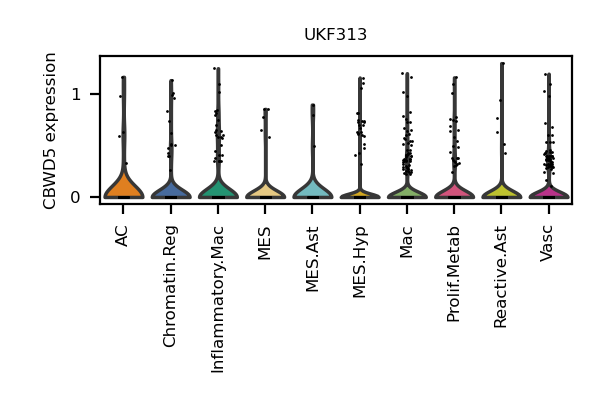 UKF313
CBWD5 expression
1
0
AC
Chromatin.Reg
Inflammatory.Mac
MES
MES.Ast
MES.Hyp
Mac
Prolif.Metab
Reactive.Ast
Vasc